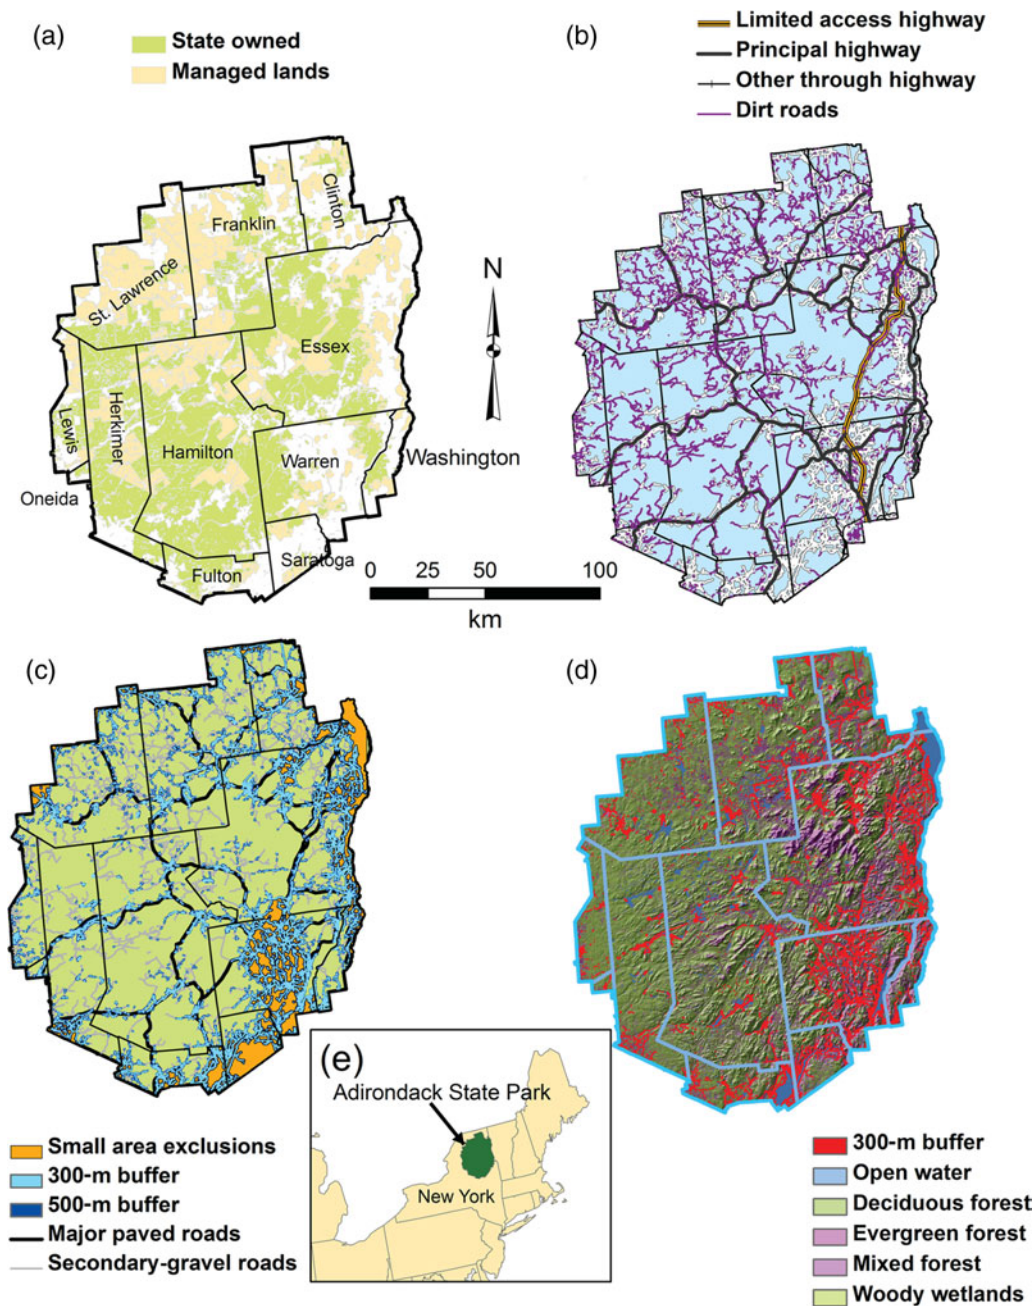 (a)
State owned
Managed lands
Clinton
Franklin
St. Lawrence
Essex
Herkimer
Lewis
Hamilton
Warren
Washington
Oneida
Saratoga
Fulton
N
0 25 50 100
km
(b)
Limited access highway
Principal highway
Other through highway
Dirt roads
(c)
Small area exclusions
300-m buffer
500-m buffer
Major paved roads
Secondary-gravel roads
(d)
300-m buffer
Open water
Deciduous forest
Evergreen forest
Mixed forest
Woody wetlands
(e)
Adirondack State Park
New York